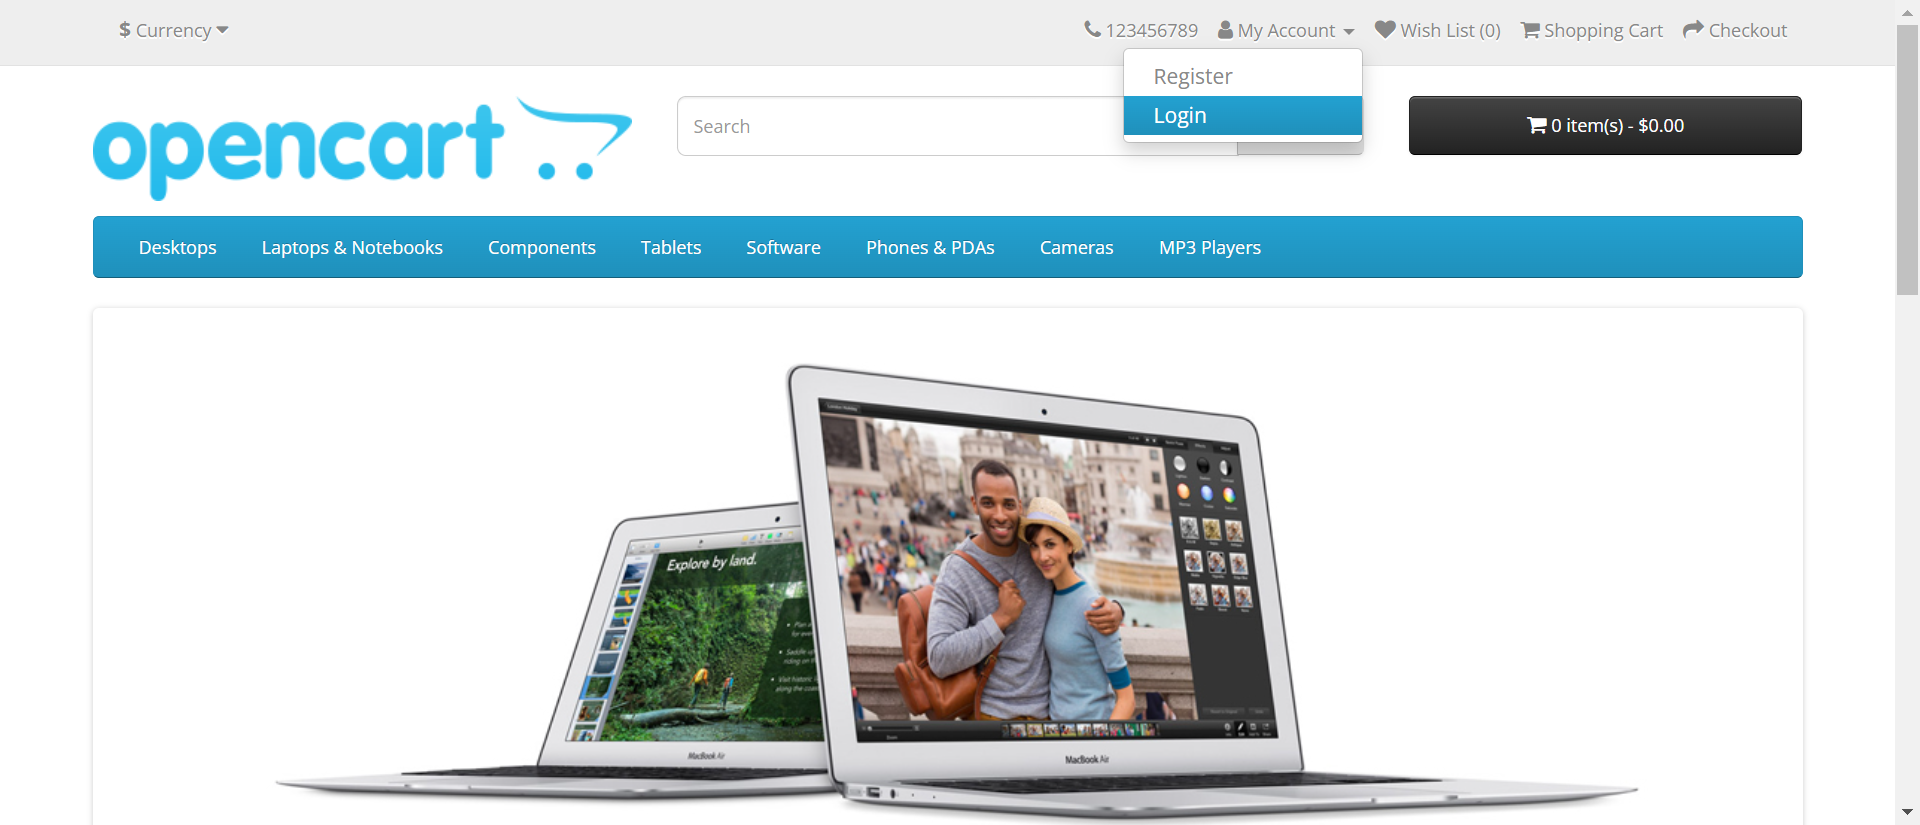 $ Currency
123456789 My Account Wish List (0) Shopping Cart Checkout
Register
Login
opencart
Search
0 item(s) - $0.00
Desktops Laptops & Notebooks Components Tablets Software Phones & PDAs Cameras MP3 Players
Explore by land.
MacBook Air
MacBook Air